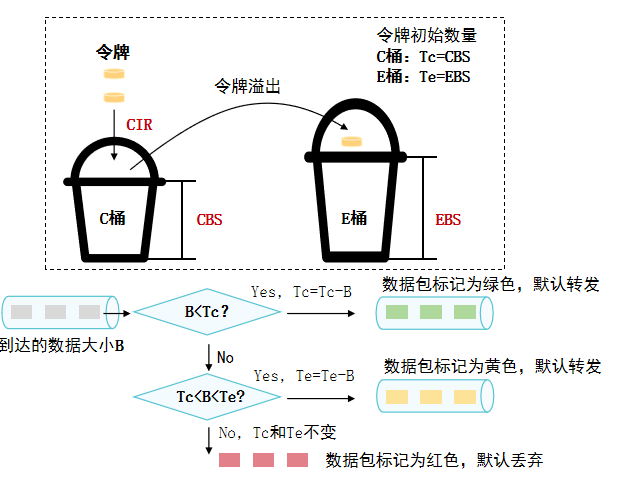 令牌
令牌初始数量
C桶: Tc=CBS
E桶: Te=EBS
令牌溢出
CIR
C桶
CBS
E桶
EBS
Yes, Tc=Tc-B
数据包标记为绿色，默认转发
B<Tc?
到达的数据大小B
No
Yes, Te=Te-B
数据包标记为黄色，默认转发
Tc<B<Te?
No, Tc和Te不变
数据包标记为红色，默认丢弃